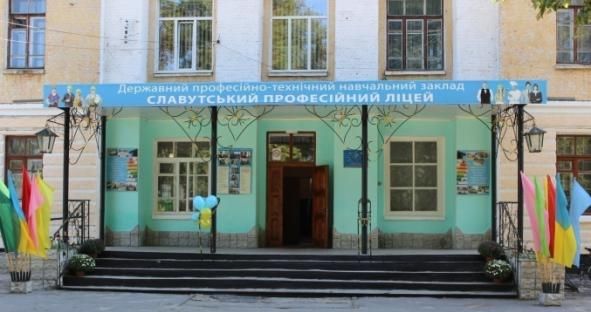 Державний професійно-технічний навчальний заклад
СЛАВУТСЬКИЙ ПРОФЕСІЙНИЙ ЛІЦЕЙ